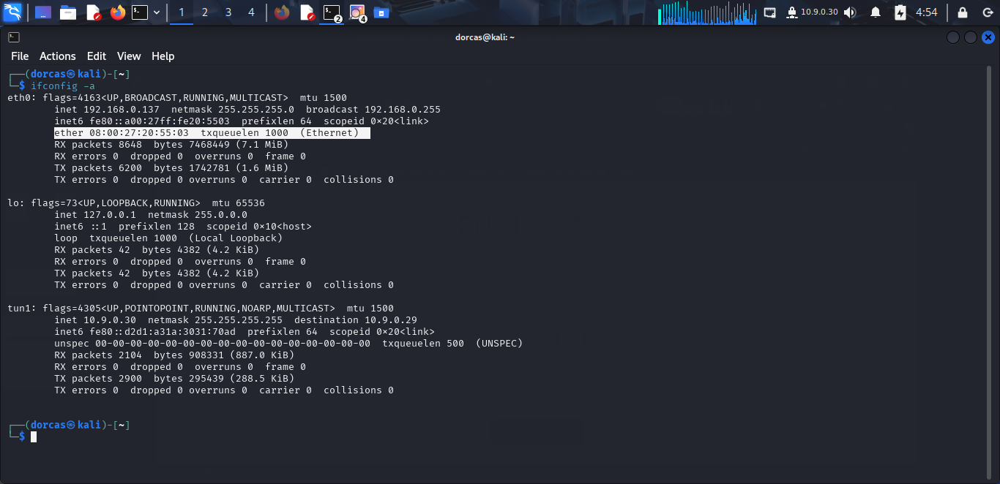 1 2 3 4 2 4 10.9.0.30 4:54
dorcas@kali: ~
File Actions Edit View Help
┌──(dorcas㉿kali)-[~]
└─$ ifconfig -a
eth0: flags=4163<UP,BROADCAST,RUNNING,MULTICAST>  mtu 1500
        inet 192.168.0.137  netmask 255.255.255.0  broadcast 192.168.0.255
        inet6 fe80::a00:27ff:fe20:5503  prefixlen 64  scopeid 0×20<link>
        ether 08:00:27:20:55:03  txqueuelen 1000  (Ethernet)
        RX packets 8648  bytes 7468449 (7.1 MiB)
        RX errors 0  dropped 0  overruns 0  frame 0
        TX packets 6200  bytes 1742781 (1.6 MiB)
        TX errors 0  dropped 0 overruns 0  carrier 0  collisions 0
lo: flags=73<UP,LOOPBACK,RUNNING>  mtu 65536
        inet 127.0.0.1  netmask 255.0.0.0
        inet6 ::1  prefixlen 128  scopeid 0×10<host>
        loop  txqueuelen 1000  (Local Loopback)
        RX packets 42  bytes 4382 (4.2 KiB)
        RX errors 0  dropped 0  overruns 0  frame 0
        TX packets 42  bytes 4382 (4.2 KiB)
        TX errors 0  dropped 0 overruns 0  carrier 0  collisions 0
tun1: flags=4305<UP,POINTOPOINT,RUNNING,NOARP,MULTICAST>  mtu 1500
        inet 10.9.0.30  netmask 255.255.255.255  destination 10.9.0.29
        inet6 fe80::d2d1:a31a:3031:70ad  prefixlen 64  scopeid 0×20<link>
        unspec 00-00-00-00-00-00-00-00-00-00-00-00-00-00-00-00  txqueuelen 500  (UNSPEC)
        RX packets 2104  bytes 908331 (887.0 KiB)
        RX errors 0  dropped 0  overruns 0  frame 0
        TX packets 2900  bytes 295439 (288.5 KiB)
        TX errors 0  dropped 0 overruns 0  carrier 0  collisions 0
┌──(dorcas㉿kali)-[~]
└─$